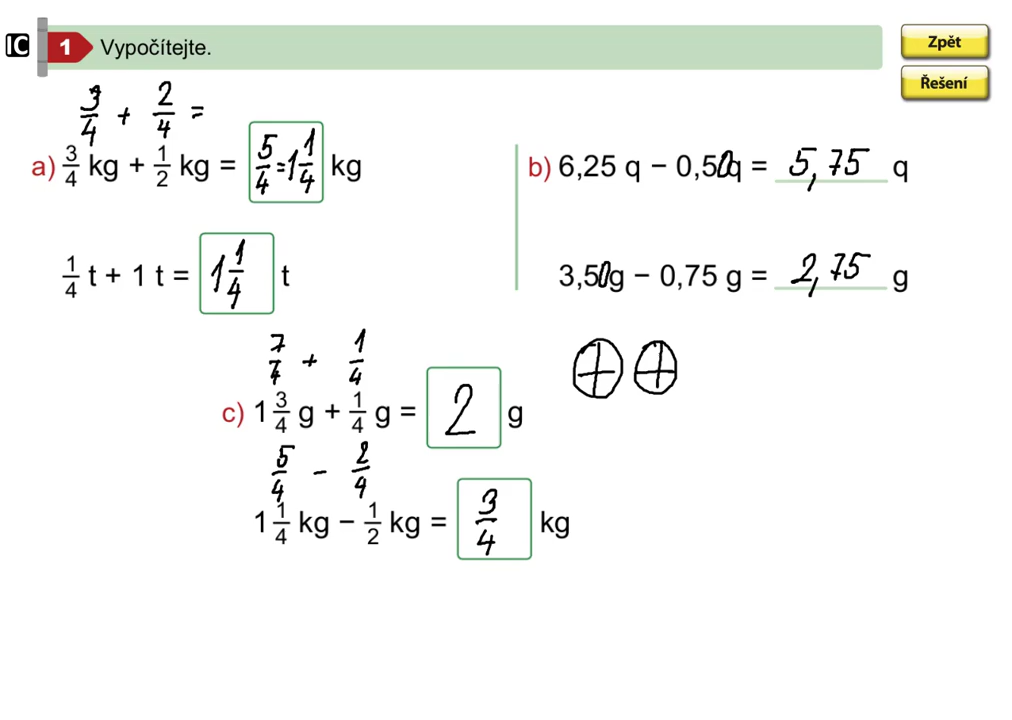 IC 1 Vypočítejte. Zpět
Řešení
3/4 + 2/4 =
a) 3/4 kg + 1/2 kg = 5/4 = 1 1/4 kg
1/4 t + 1 t = 1 1/4 t
b) 6,25 q − 0,50q = 5,75 q
3,50g − 0,75 g = 2,75 g
7/4 + 1/4
c) 1 3/4 g + 1/4 g = 2 g
5/4 − 2/4
1 1/4 kg − 1/2 kg = 3/4 kg